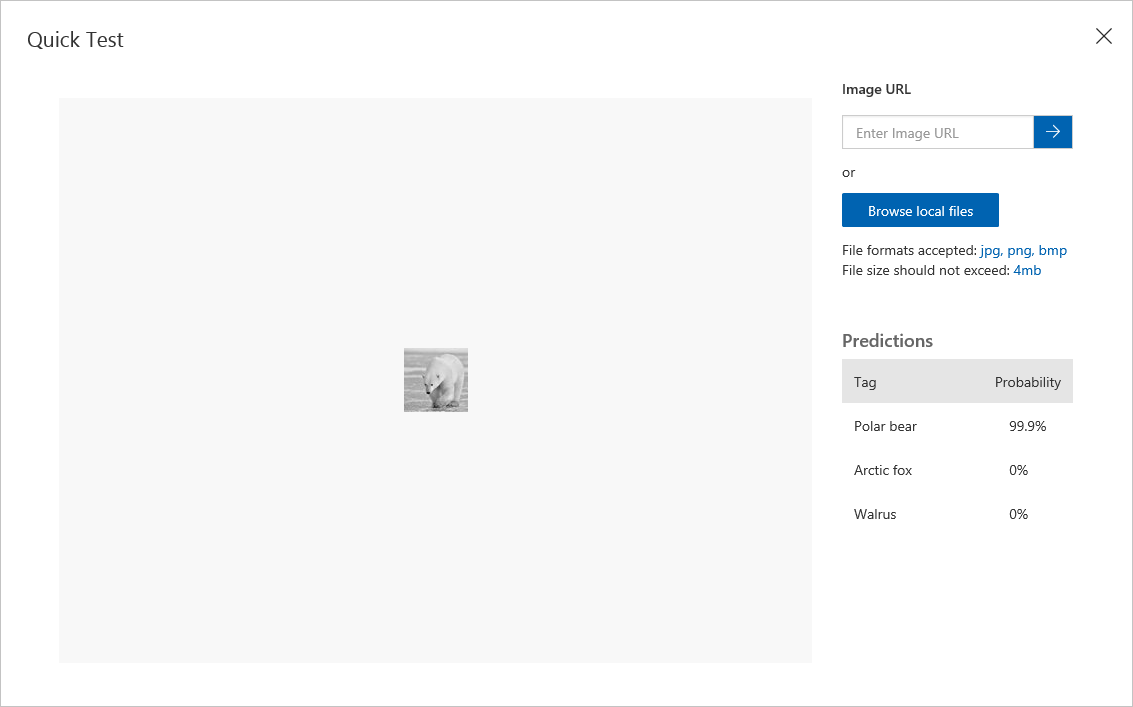 Quick Test
Image URL
Enter Image URL
or
Browse local files
File formats accepted: jpg, png, bmp
File size should not exceed: 4mb
Predictions
Tag Probability
Polar bear 99.9%
Arctic fox 0%
Walrus 0%